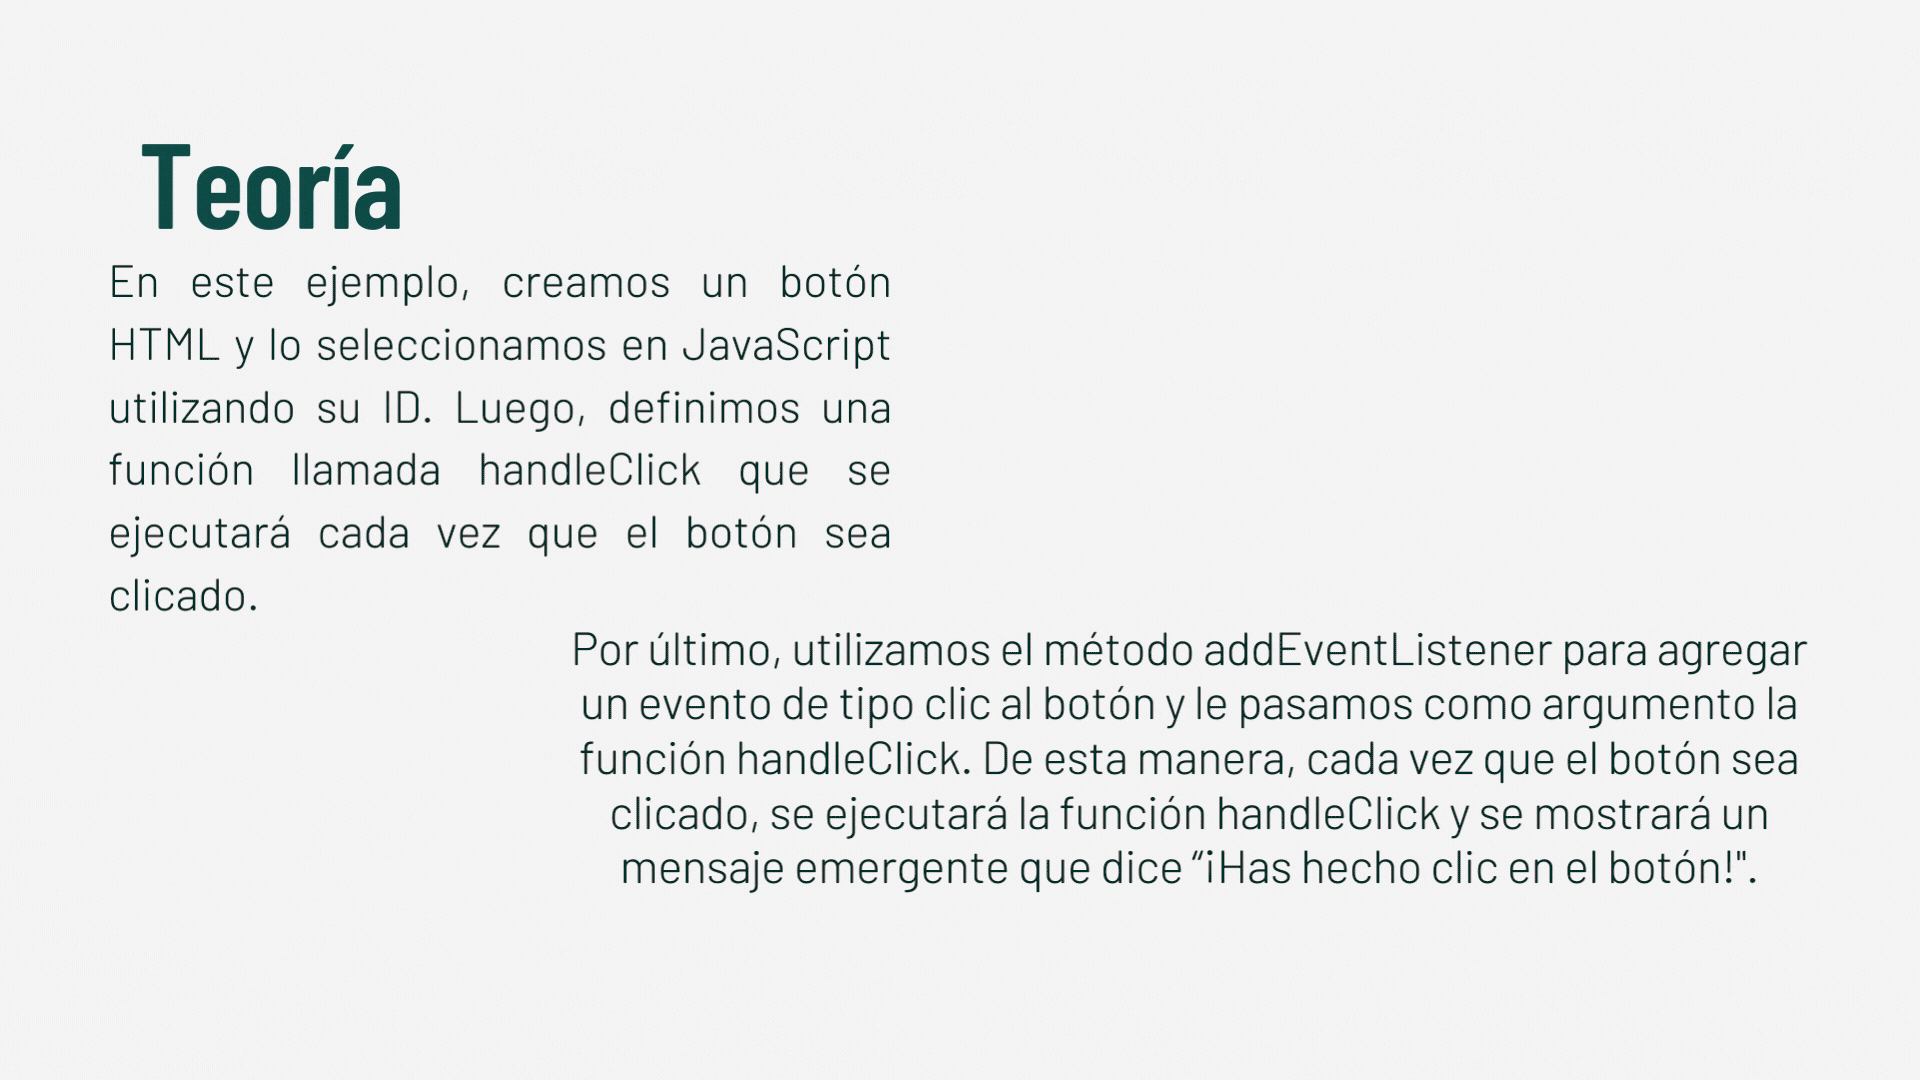 Teoría
En este ejemplo, creamos un botón
HTML y lo seleccionamos en JavaScript
utilizando su ID. Luego, definimos una
función llamada handleClick que se
ejecutará cada vez que el botón sea
clicado.
Por último, utilizamos el método addEventListener para agregar
un evento de tipo clic al botón y le pasamos como argumento la
función handleClick. De esta manera, cada vez que el botón sea
clicado, se ejecutará la función handleClick y se mostrará un
mensaje emergente que dice “¡Has hecho clic en el botón!".